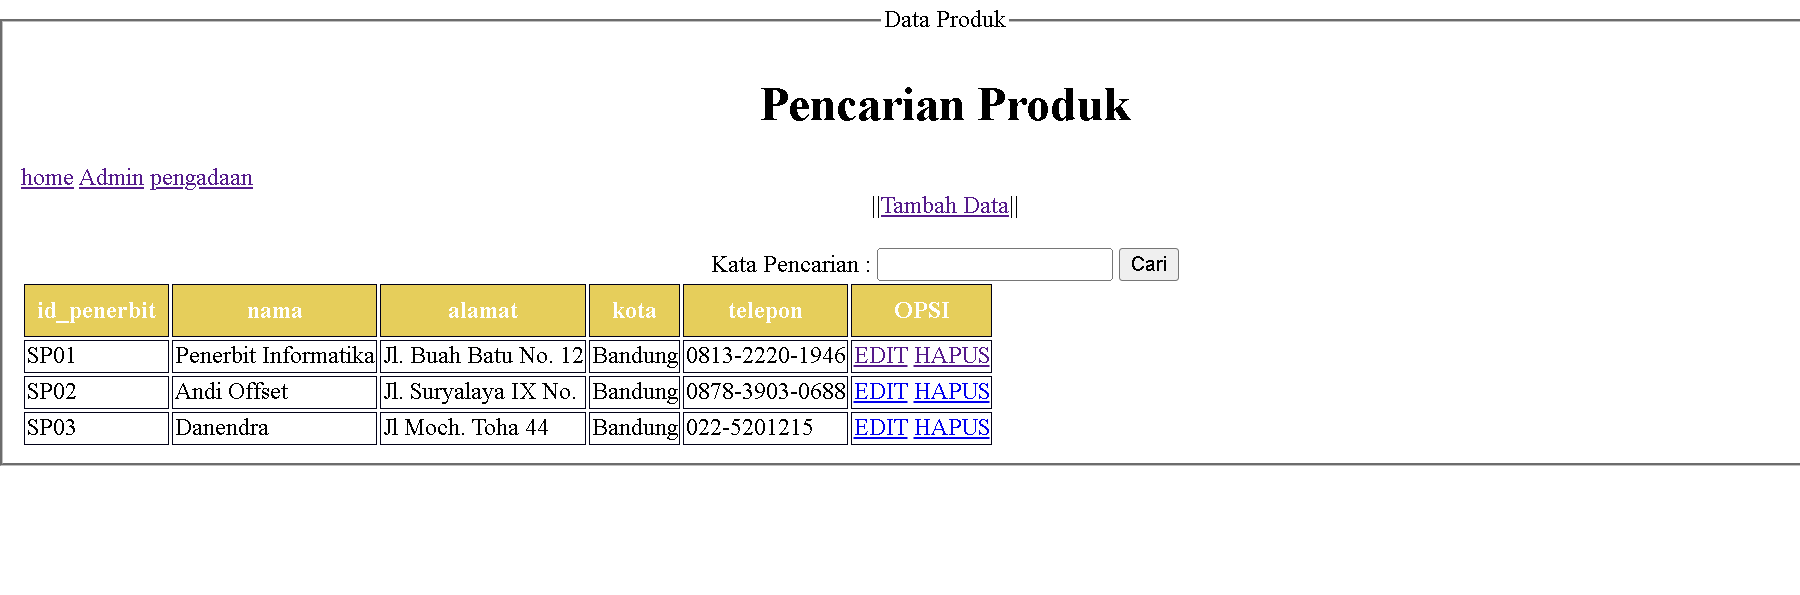 Data Produk
Pencarian Produk
home Admin pengadaan
||Tambah Data||
Kata Pencarian : Cari
id_penerbit nama alamat kota telepon OPSI
SP01 Penerbit Informatika Jl. Buah Batu No. 12 Bandung 0813-2220-1946 EDIT HAPUS
SP02 Andi Offset Jl. Suryalaya IX No. Bandung 0878-3903-0688 EDIT HAPUS
SP03 Danendra Jl Moch. Toha 44 Bandung 022-5201215 EDIT HAPUS